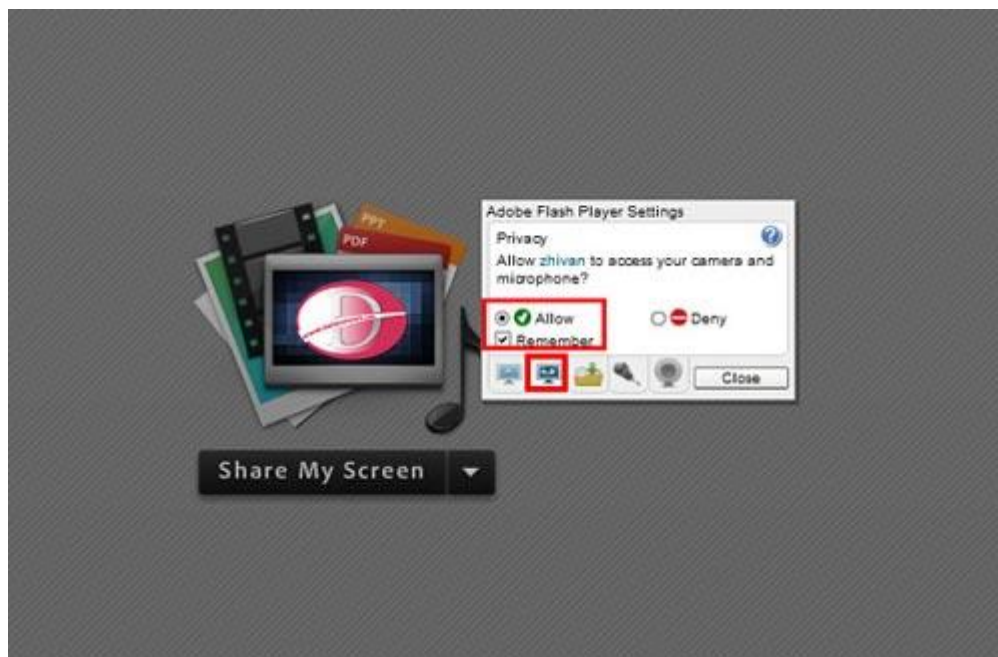 PPT
PDF
D
Adobe Flash Player Settings
Privacy
Allow zhivan to access your camera and
microphone?
Allow
Deny
Remember
Close
Share My Screen